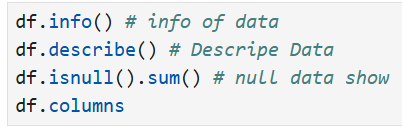 df.info() # info of data
df.describe() # Descripe Data
df.isnull().sum() # null data show
df.columns